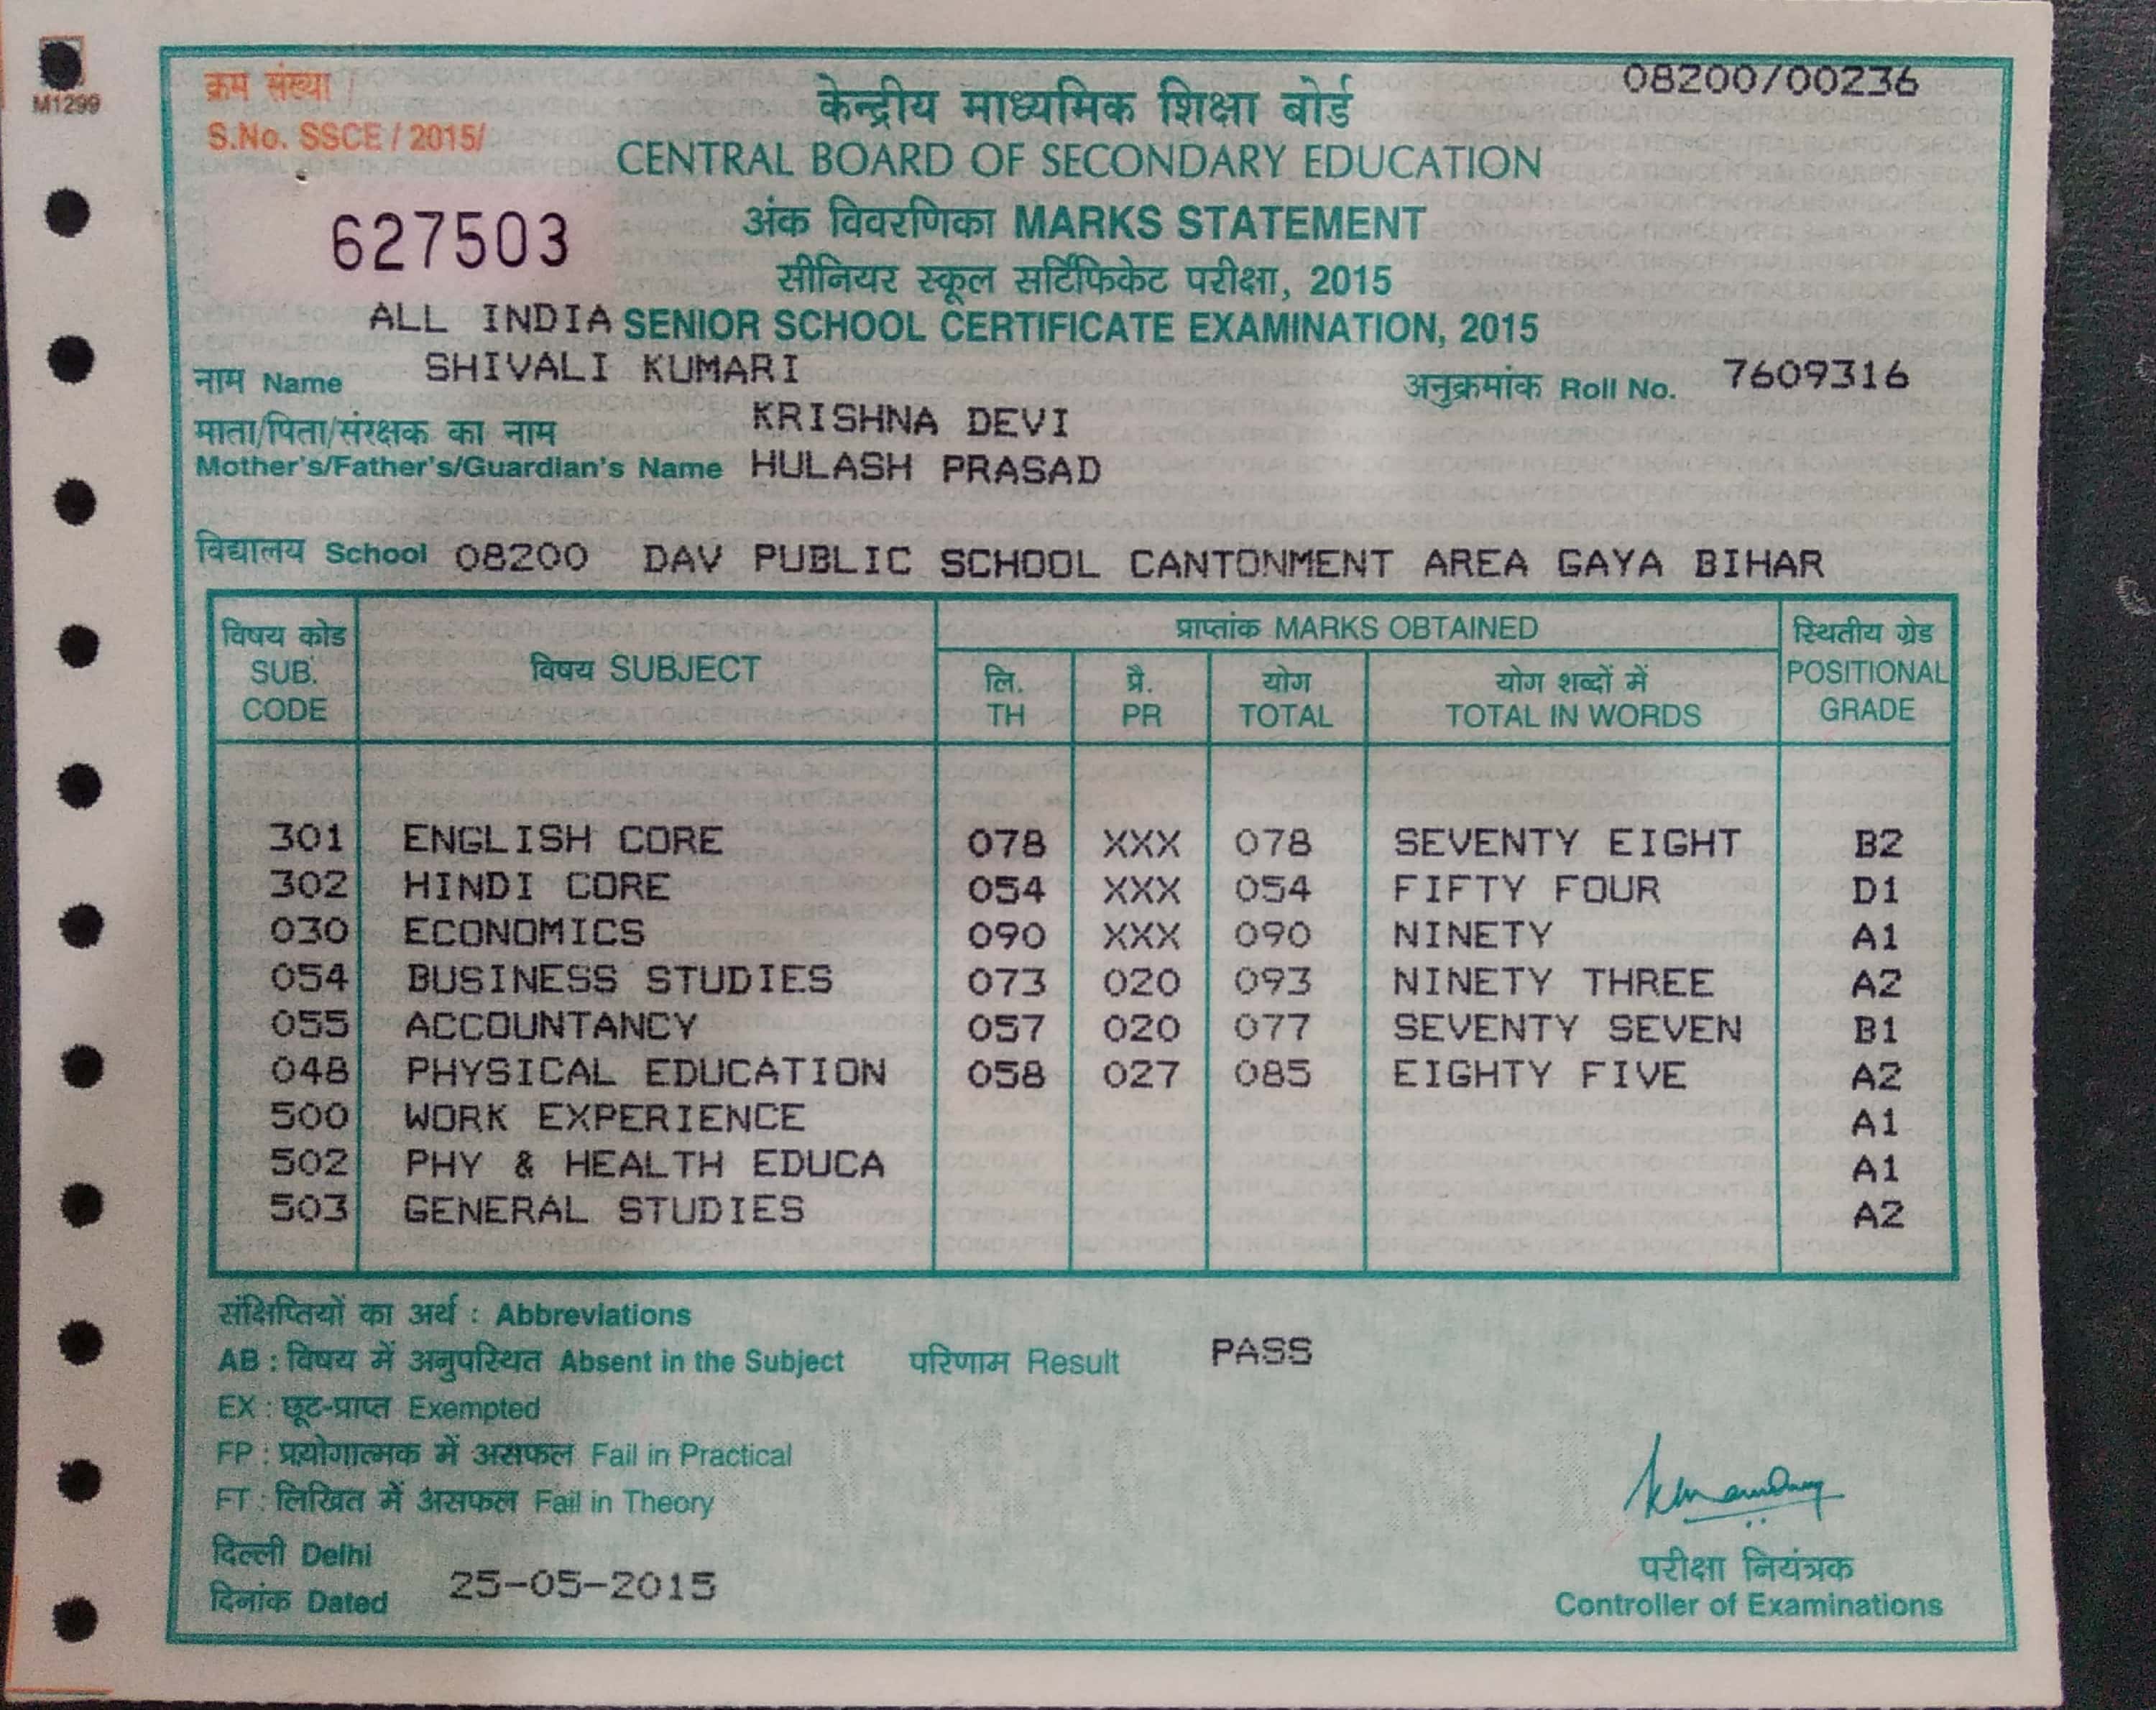 M1299
क्रम संख्या /
S.No. SSCE / 2015/
08200/00236
केन्द्रीय माध्यमिक शिक्षा बोर्ड
CENTRAL BOARD OF SECONDARY EDUCATION
627503
अंक विवरणिका MARKS STATEMENT
सीनियर स्कूल सर्टिफिकेट परीक्षा, 2015
ALL INDIA SENIOR SCHOOL CERTIFICATE EXAMINATION, 2015
नाम Name SHIVALI KUMARI अनुक्रमांक Roll No. 7609316
माता/पिता/संरक्षक का नाम KRISHNA DEVI
Mother's/Father's/Guardian's Name HULASH PRASAD
विद्यालय School 08200 DAV PUBLIC SCHOOL CANTONMENT AREA GAYA BIHAR
विषय कोड विषय SUBJECT प्राप्तांक MARKS OBTAINED स्थितीय ग्रेड
SUB. लि. प्रै. योग योग शब्दों में POSITIONAL
CODE TH PR TOTAL TOTAL IN WORDS GRADE
301 ENGLISH CORE 078 XXX 078 SEVENTY EIGHT B2
302 HINDI CORE 054 XXX 054 FIFTY FOUR D1
030 ECONOMICS 090 XXX 090 NINETY A1
054 BUSINESS STUDIES 073 020 093 NINETY THREE A2
055 ACCOUNTANCY 057 020 077 SEVENTY SEVEN B1
048 PHYSICAL EDUCATION 058 027 085 EIGHTY FIVE A2
500 WORK EXPERIENCE A1
502 PHY & HEALTH EDUCA A1
503 GENERAL STUDIES A2
संक्षिप्तियों का अर्थ : Abbreviations
AB : विषय में अनुपस्थित Absent in the Subject परिणाम Result PASS
EX : छूट-प्राप्त Exempted
FP : प्रयोगात्मक में असफल Fail in Practical
FT : लिखित में असफल Fail in Theory
दिल्ली Delhi
दिनांक Dated 25-05-2015
परीक्षा नियंत्रक
Controller of Examinations